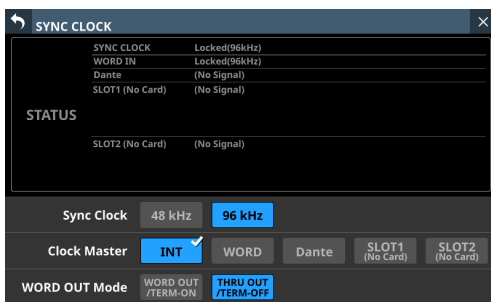 SYNC CLOCK
SYNC CLOCK Locked(96kHz)
WORD IN Locked(96kHz)
Dante (No Signal)
SLOT1 (No Card) (No Signal)
STATUS
SLOT2 (No Card) (No Signal)
Sync Clock 48 kHz 96 kHz
Clock Master INT WORD Dante SLOT1 (No Card) SLOT2 (No Card)
WORD OUT Mode WORD OUT /TERM-ON THRU OUT /TERM-OFF